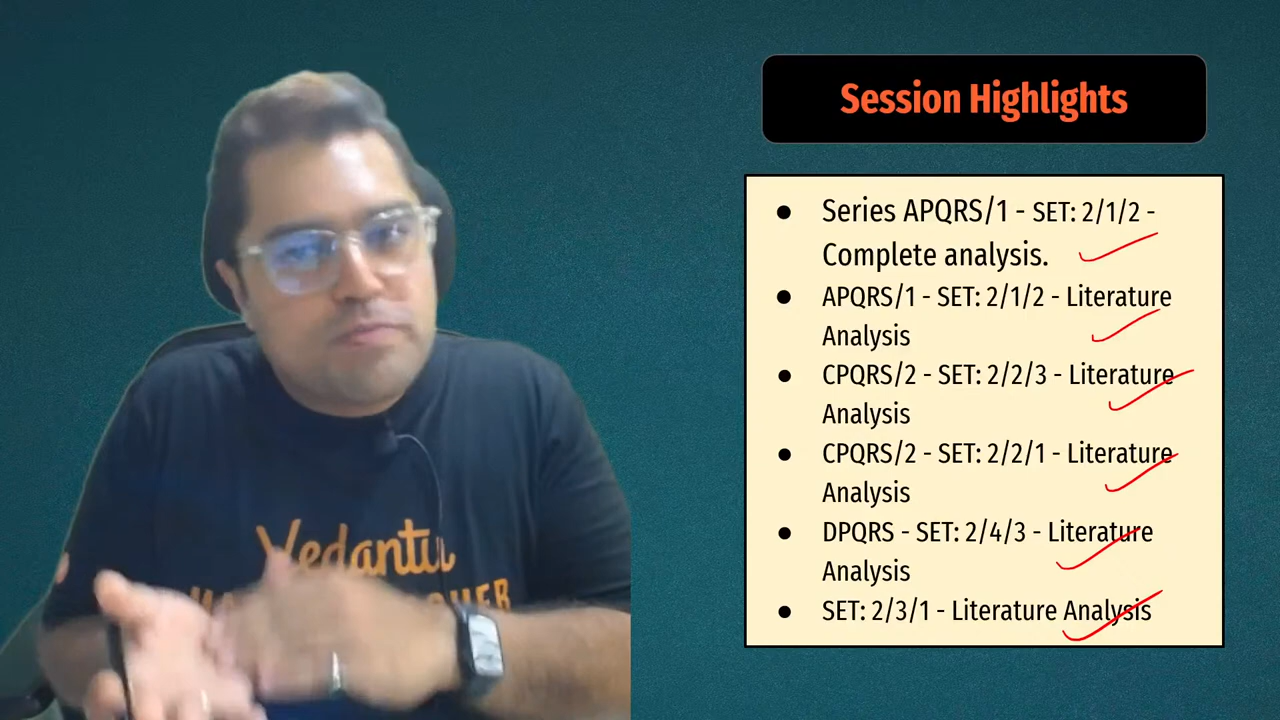 Session Highlights
● Series APQRS/1 - SET: 2/1/2 -
Complete analysis.
● APQRS/1 - SET: 2/1/2 - Literature
Analysis
● CPQRS/2 - SET: 2/2/3 - Literature
Analysis
● CPQRS/2 - SET: 2/2/1 - Literature
Analysis
● DPQRS - SET: 2/4/3 - Literature
Analysis
● SET: 2/3/1 - Literature Analysis
Vedantu